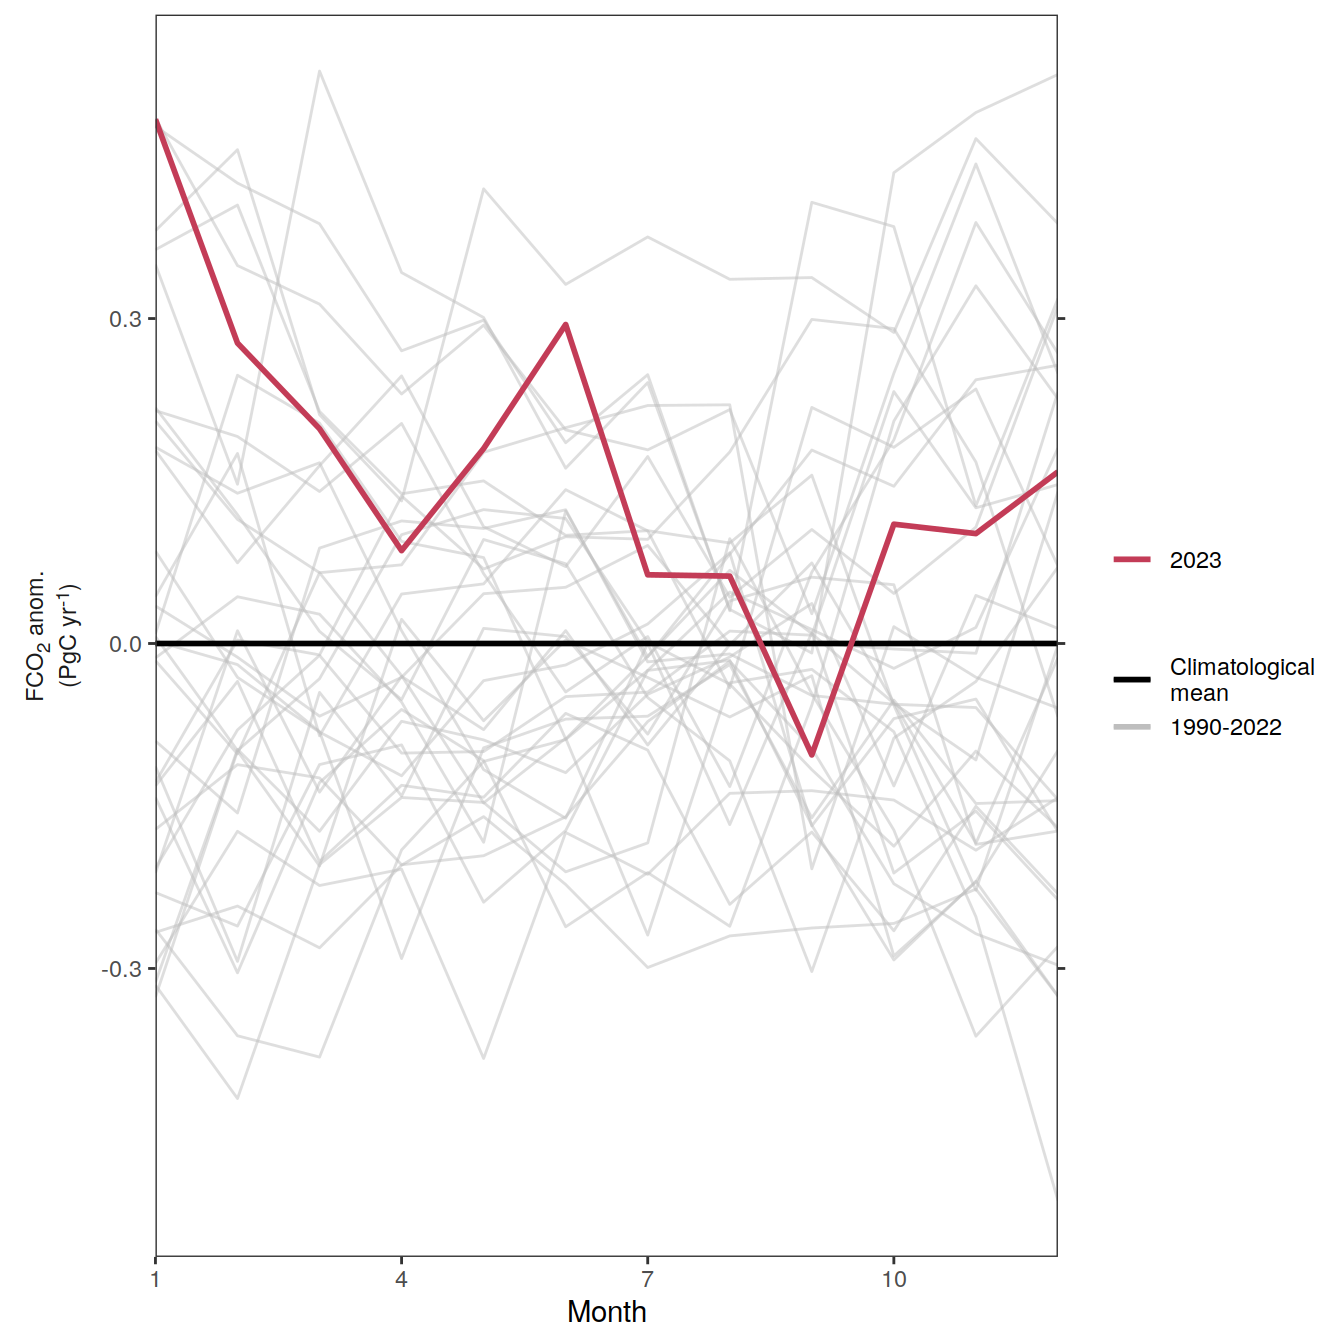 0.3
0.0
-0.3
FCO₂ anom.
(PgC yr⁻¹)
1
4
7
10
Month
2023
Climatological
mean
1990-2022